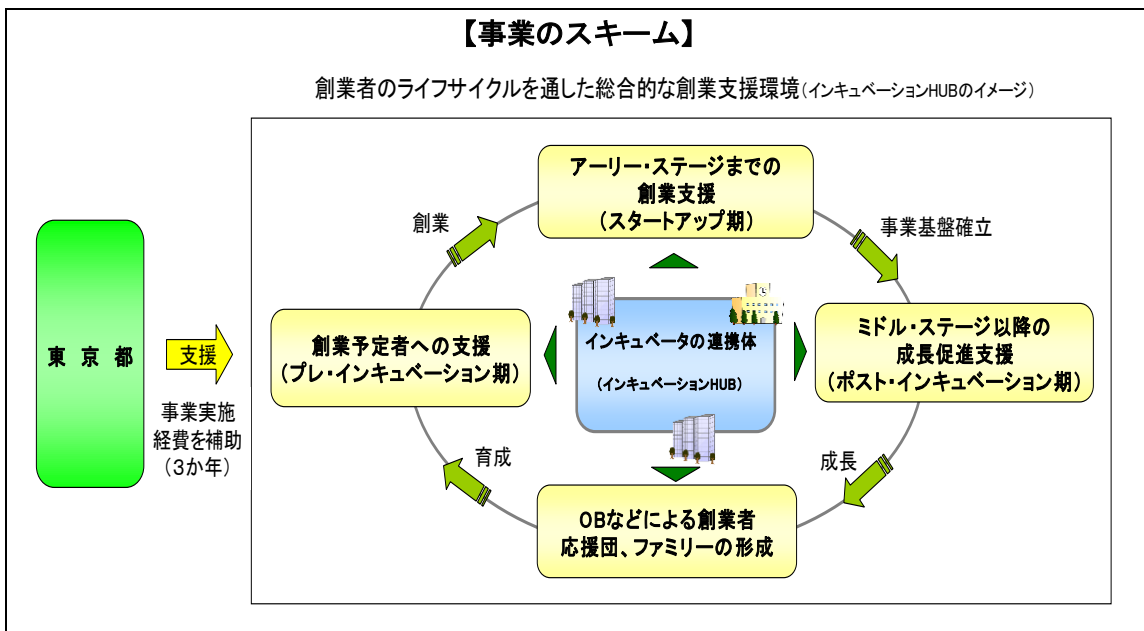 【事業のスキーム】
創業者のライフサイクルを通した総合的な創業支援環境(インキュベーションHUBのイメージ)
アーリー・ステージまでの
創業支援
(スタートアップ期)
創業
事業基盤確立
東 京 都
支援
事業実施
経費を補助
(3か年)
創業予定者への支援
(プレ・インキュベーション期)
インキュベータの連携体
(インキュベーションHUB)
ミドル・ステージ以降の
成長促進支援
(ポスト・インキュベーション期)
育成
成長
OBなどによる創業者
応援団、ファミリーの形成